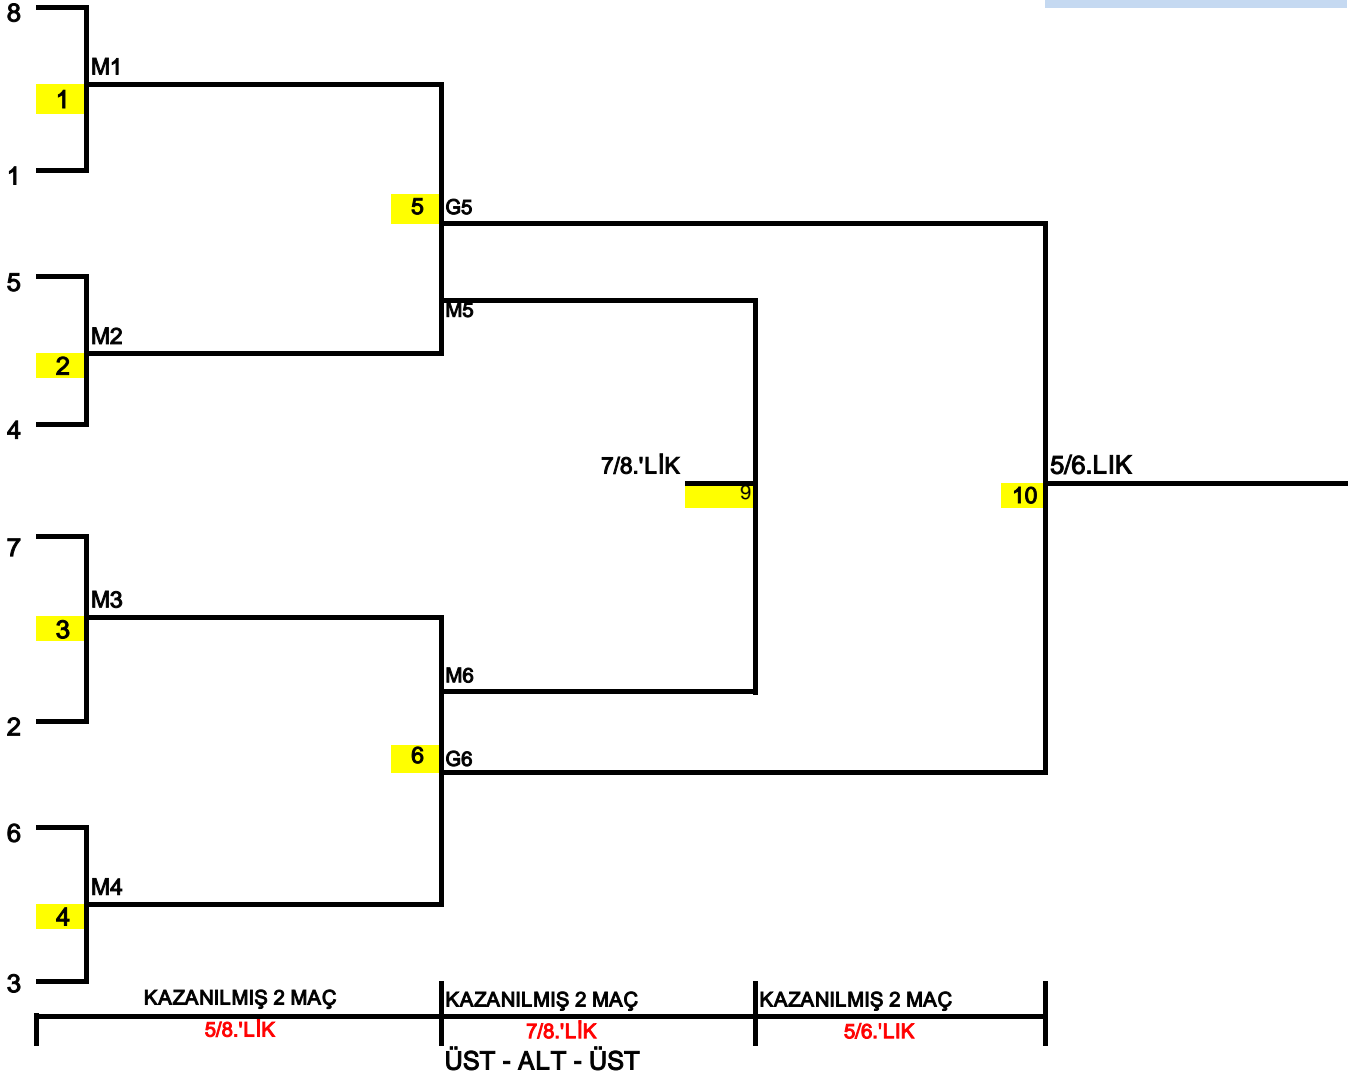 8
M1
1
1
5
G5
5
M5
M2
2
4
7/8.'LİK
9
5/6.LIK
10
7
M3
3
M6
2
6
G6
6
M4
4
3
KAZANILMIŞ 2 MAÇ
KAZANILMIŞ 2 MAÇ
KAZANILMIŞ 2 MAÇ
5/8.'LİK
7/8.'LİK
5/6.'LIK
ÜST - ALT - ÜST